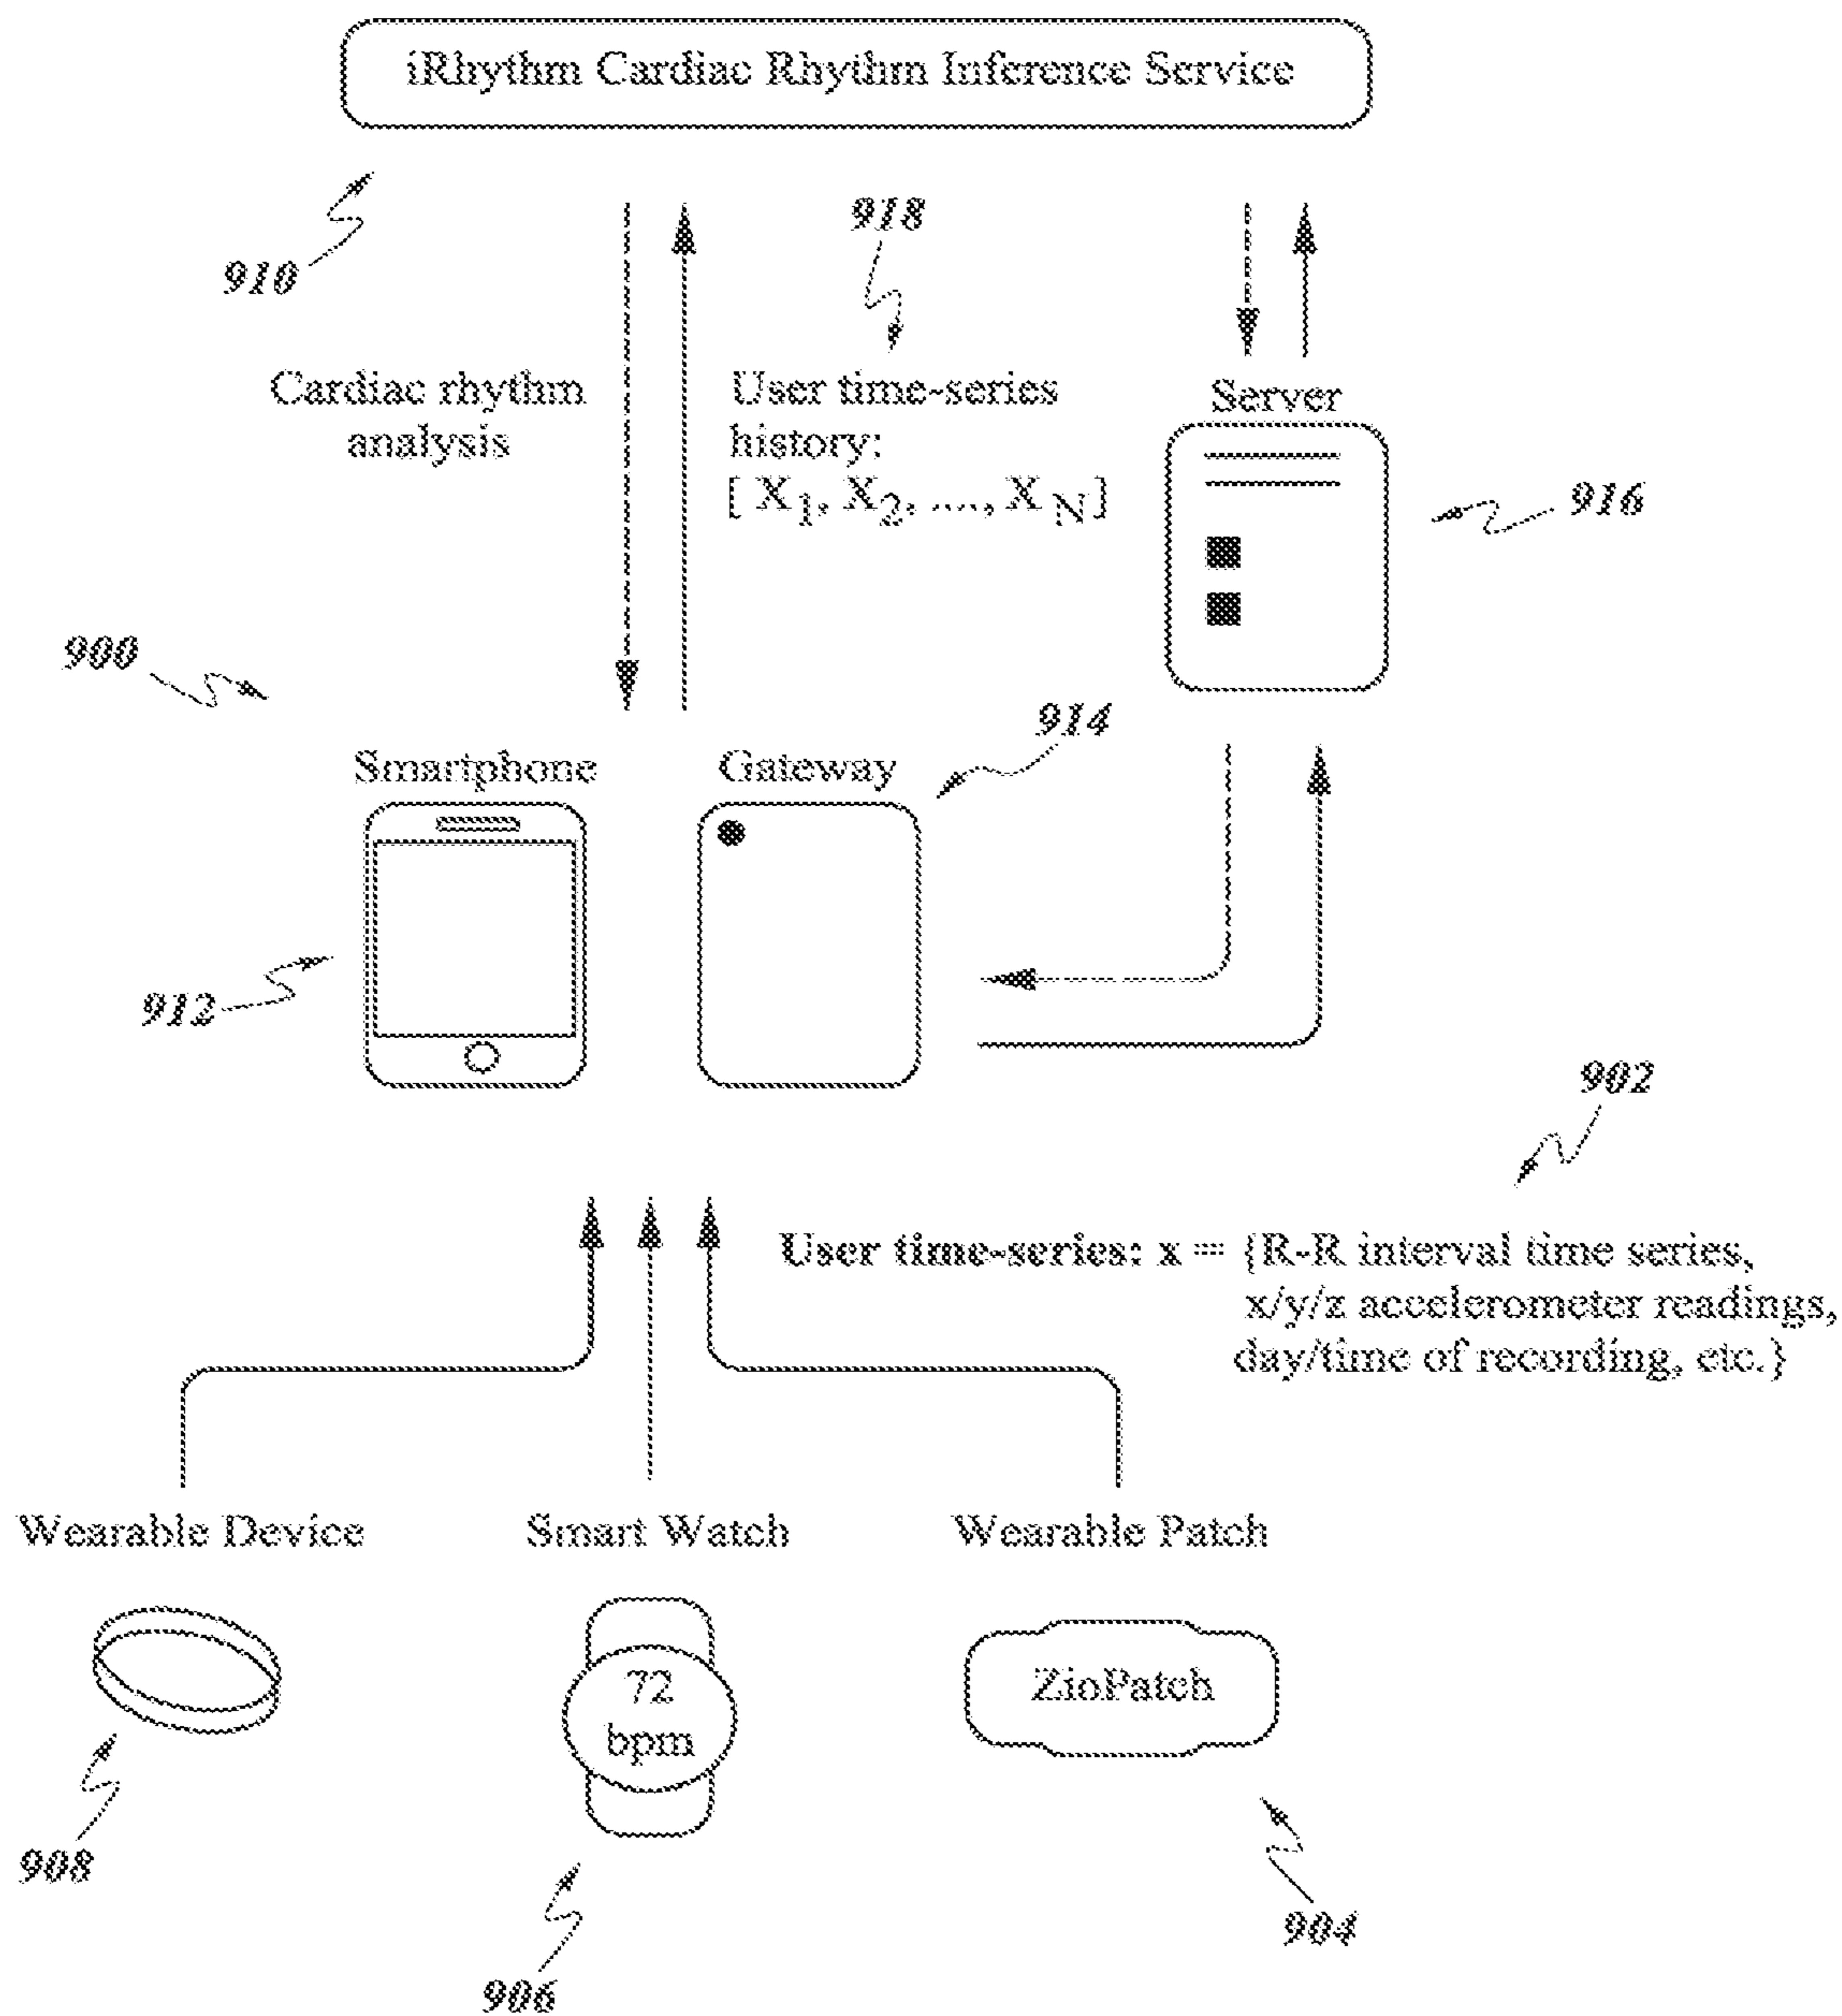 iRhythm Cardiac Rhythm Inference Service
910
918
Cardiac rhythm
analysis
User time-series
history:
[ X1, X2, ...., X N ]
Server
916
900
914
Smartphone
Gateway
912
902
User time-series: x = {R-R interval time series,
x/y/z accelerometer readings,
day/time of recording, etc.}
Wearable Device
Smart Watch
Wearable Patch
72
bpm
ZioPatch
908
906
904